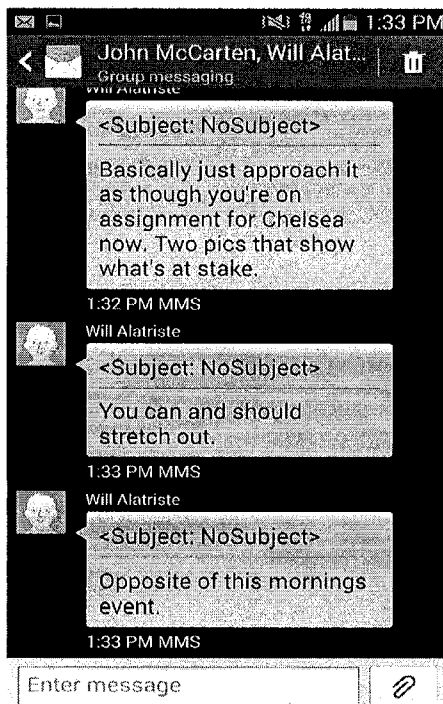 1:33 PM
John McCarten, Will Alat...
Group messaging
Will Alatriste
<Subject: NoSubject>
Basically just approach it
as though you're on
assignment for Chelsea
now. Two pics that show
what's at stake.
1:32 PM MMS
Will Alatriste
<Subject: NoSubject>
You can and should
stretch out.
1:33 PM MMS
Will Alatriste
<Subject: NoSubject>
Opposite of this mornings
event.
1:33 PM MMS
Enter message